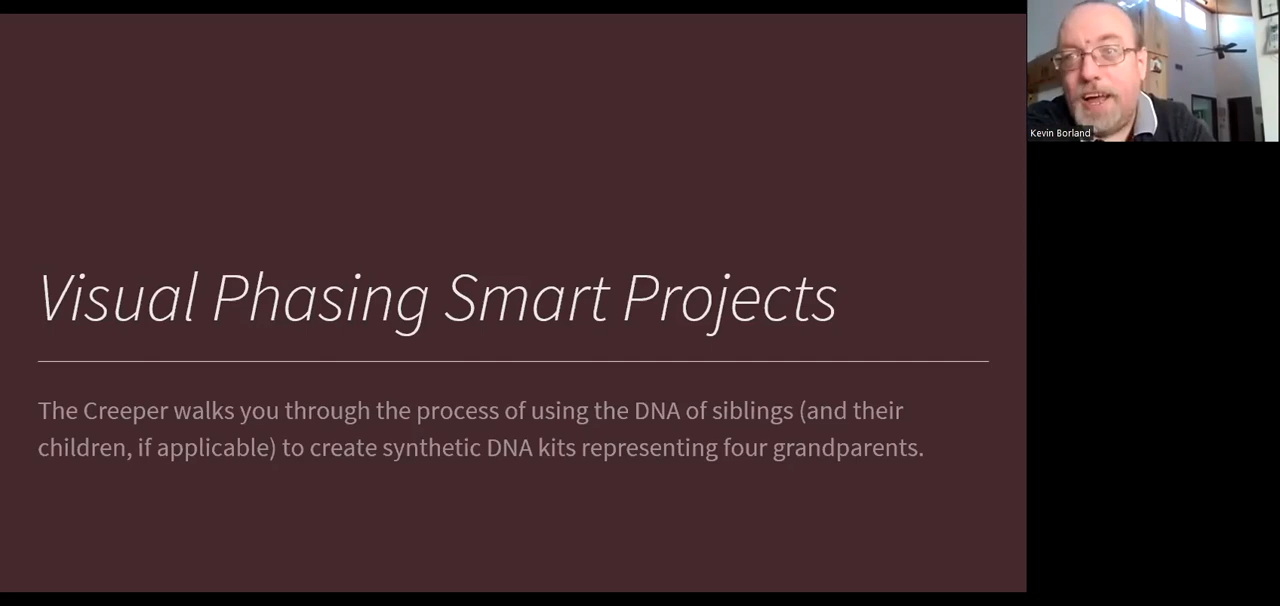 Visual Phasing Smart Projects
The Creeper walks you through the process of using the DNA of siblings (and their
children, if applicable) to create synthetic DNA kits representing four grandparents.
Kevin Borland